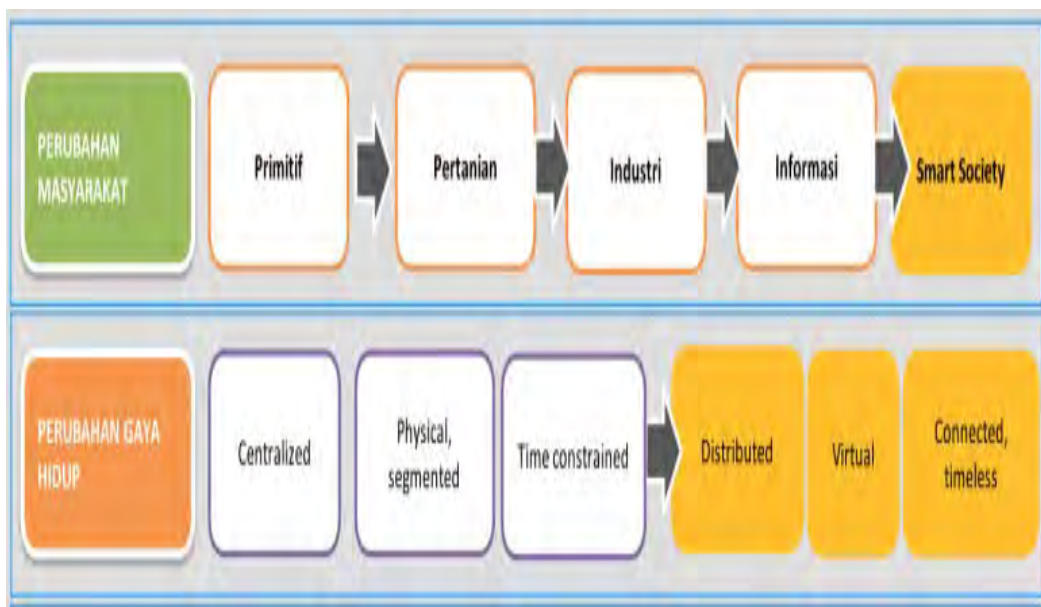 PERUBAHAN
MASYARAKAT
Primitif
Pertanian
Industri
Informasi
Smart Society
PERUBAHAN GAYA
HIDUP
Centralized
Physical,
segmented
Time constrained
Distributed
Virtual
Connected,
timeless